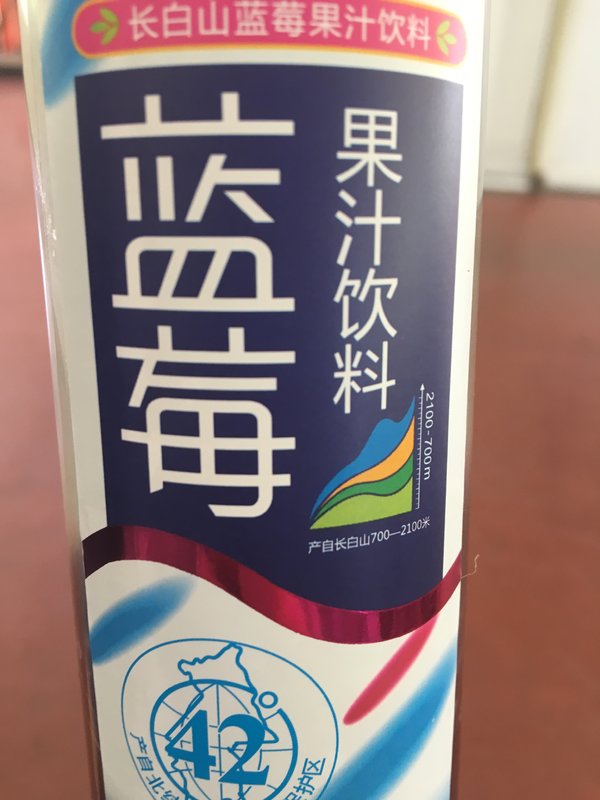 长白山蓝莓果汁饮料
蓝莓
果汁饮料
2100-700m
产自长白山700—2100米
42
产自北
护区